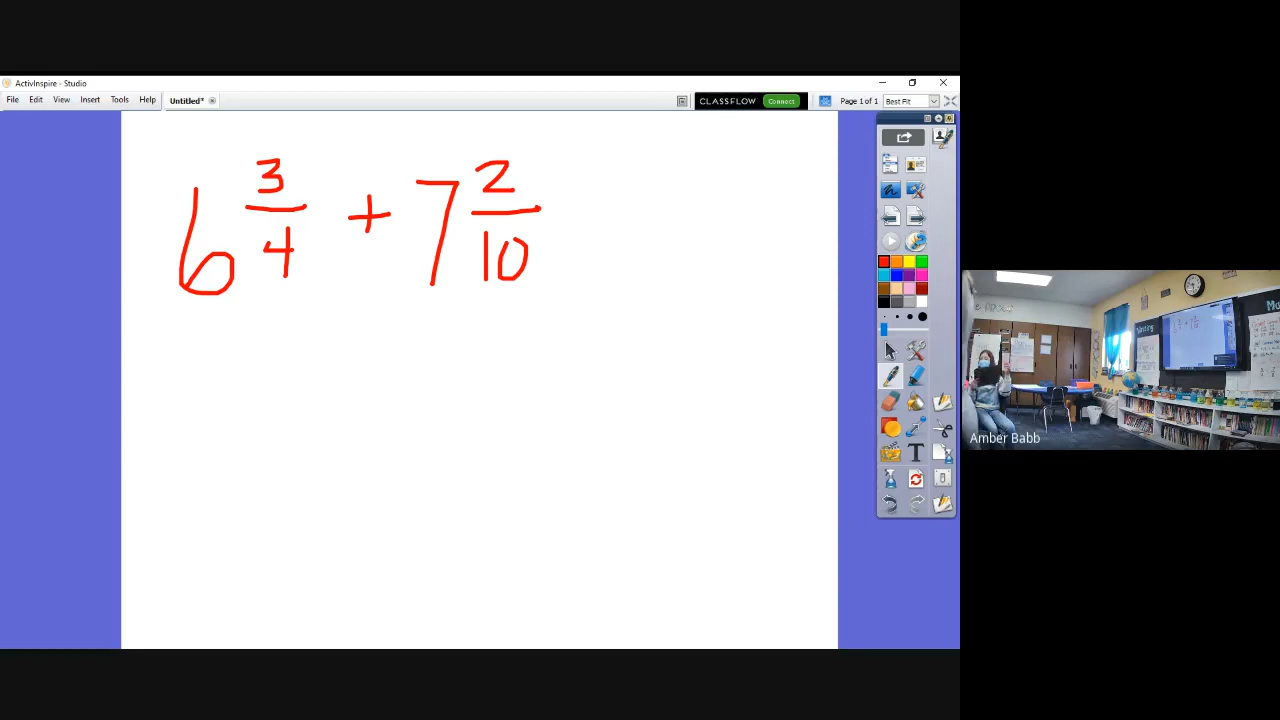 ActivInspire - Studio
File Edit View Insert Tools Help Untitled* CLASSFLOW Connect Page 1 of 1 Best Fit
6 3/4 + 7 2/10
Amber Babb